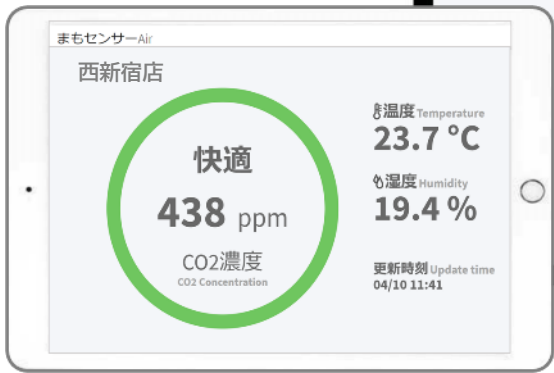 まもセンサーAir
西新宿店
快適
438 ppm
CO2濃度
CO2 Concentration
温度 Temperature
23.7 ℃
湿度 Humidity
19.4 %
更新時刻 Update time
04/10 11:41